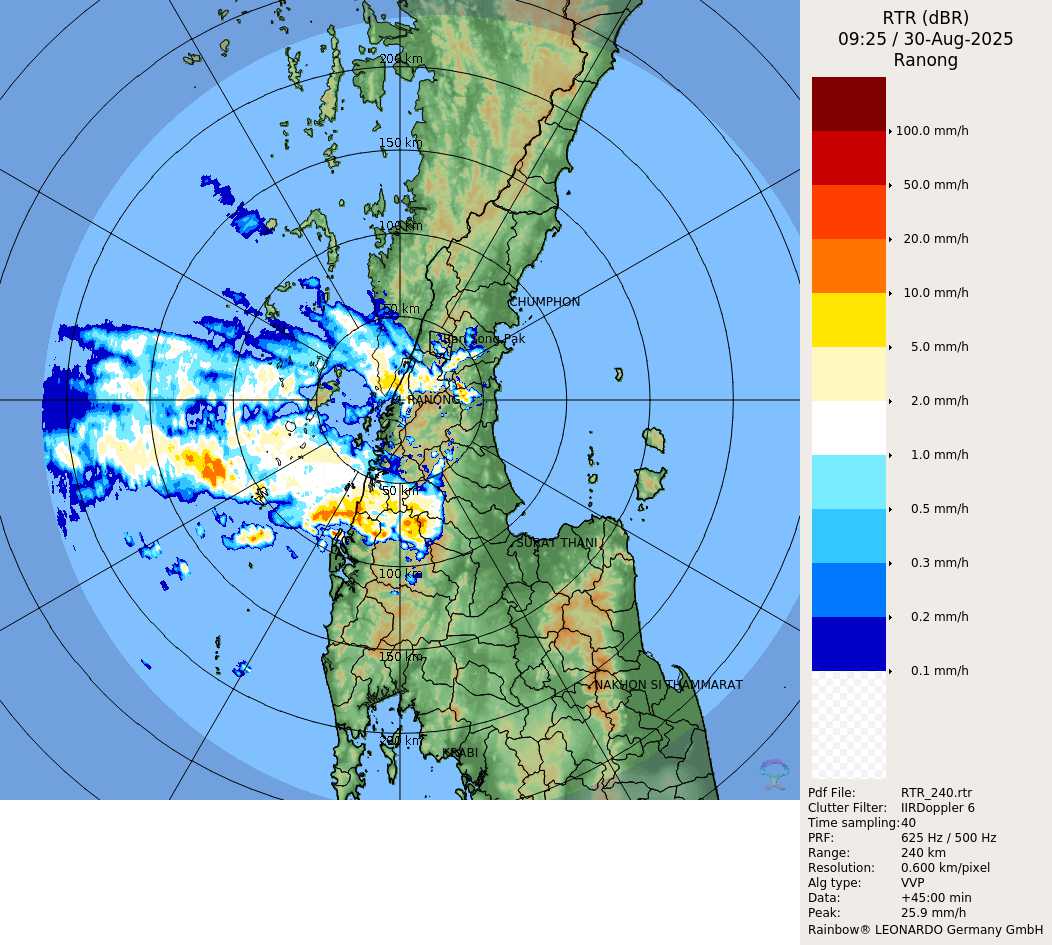 RTR (dBR)
09:25 / 30-Aug-2025
Ranong
200 km
150 km
100 km
50 km
CHUMPHON
RANONG
50 km
SURAT THANI
100 km
150 km
NAKHON SI THAMMARAT
200 km
KRABI
100.0 mm/h
50.0 mm/h
20.0 mm/h
10.0 mm/h
5.0 mm/h
2.0 mm/h
1.0 mm/h
0.5 mm/h
0.3 mm/h
0.2 mm/h
0.1 mm/h
Pdf File: RTR_240.rtr
Clutter Filter: IIRDoppler 6
Time sampling:40
PRF: 625 Hz / 500 Hz
Range: 240 km
Resolution: 0.600 km/pixel
Alg type: VVP
Data: +45:00 min
Peak: 25.9 mm/h
Rainbow® LEONARDO Germany GmbH